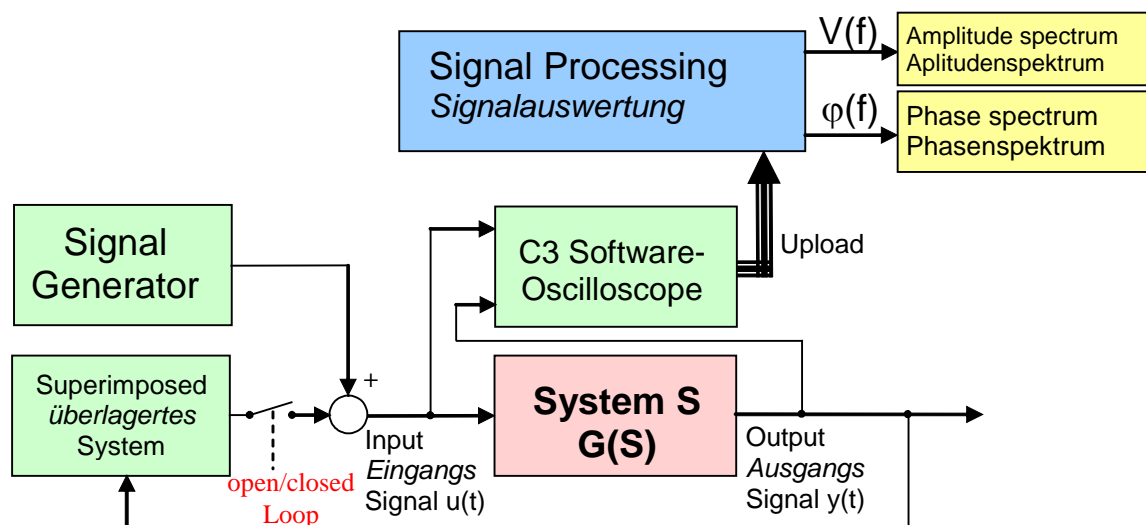 Signal Processing
Signalauswertung
V(f)
Amplitude spectrum
Aplitudenspektrum
φ(f)
Phase spectrum
Phasenspektrum
Signal
Generator
C3 Software-
Oscilloscope
Upload
Superimposed
überlagertes
System
+
open/closed
Loop
Input
Eingangs
Signal u(t)
System S
G(S)
Output
Ausgangs
Signal y(t)